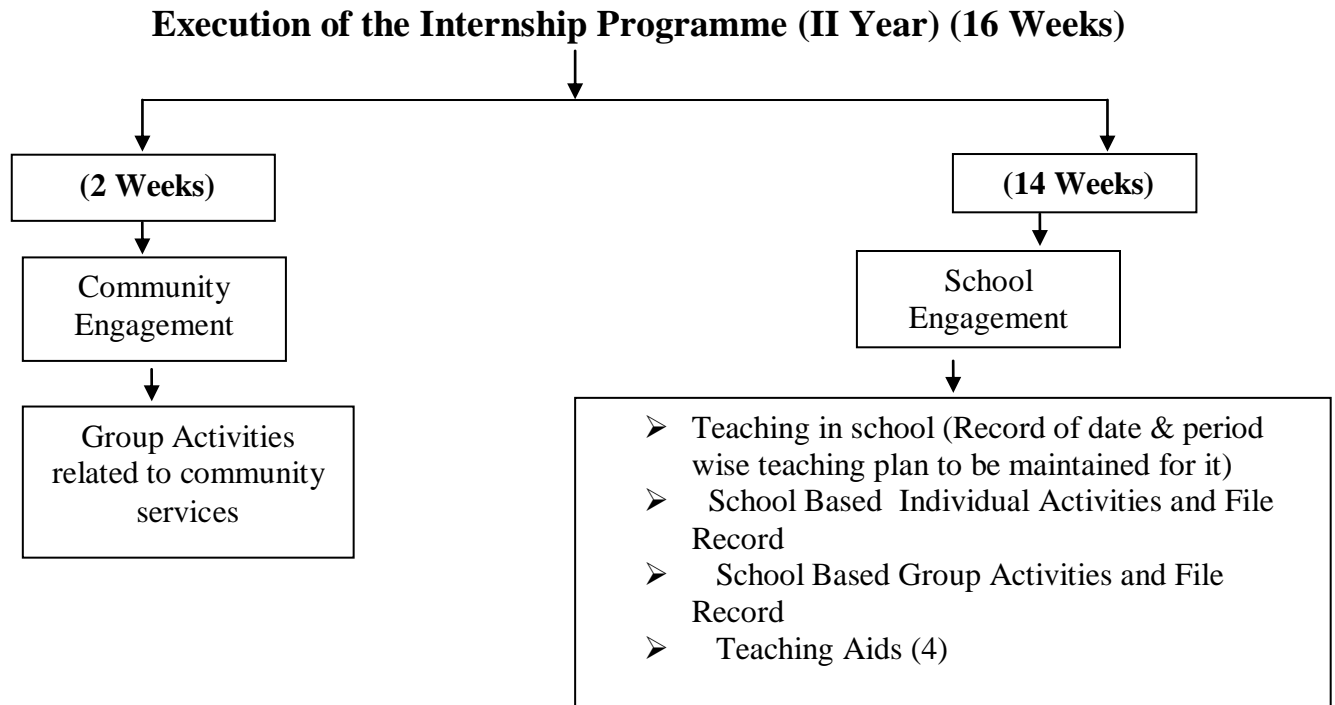 Execution of the Internship Programme (II Year) (16 Weeks)
(2 Weeks)
Community
Engagement
Group Activities
related to community
services
(14 Weeks)
School
Engagement
➢ Teaching in school (Record of date & period
wise teaching plan to be maintained for it)
➢ School Based Individual Activities and File
Record
➢ School Based Group Activities and File
Record
➢ Teaching Aids (4)